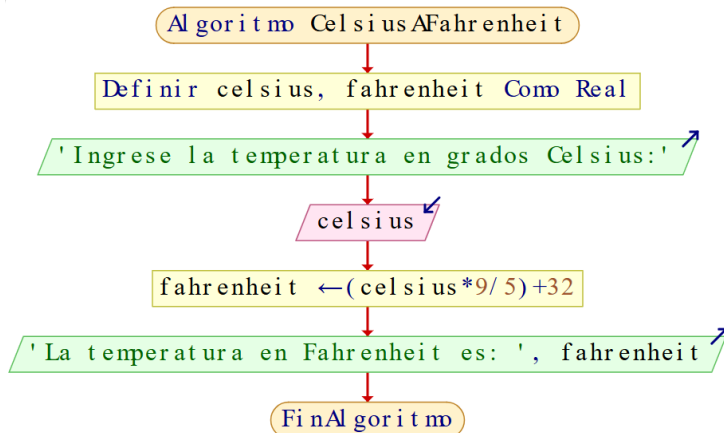 Algoritmo CelsiusAFahrenheit
Definir celsius, fahrenheit Como Real
'Ingrese la temperatura en grados Celsius:'
celsius
fahrenheit ←(celsius*9/5)+32
'La temperatura en Fahrenheit es: ', fahrenheit
FinAlgoritmo